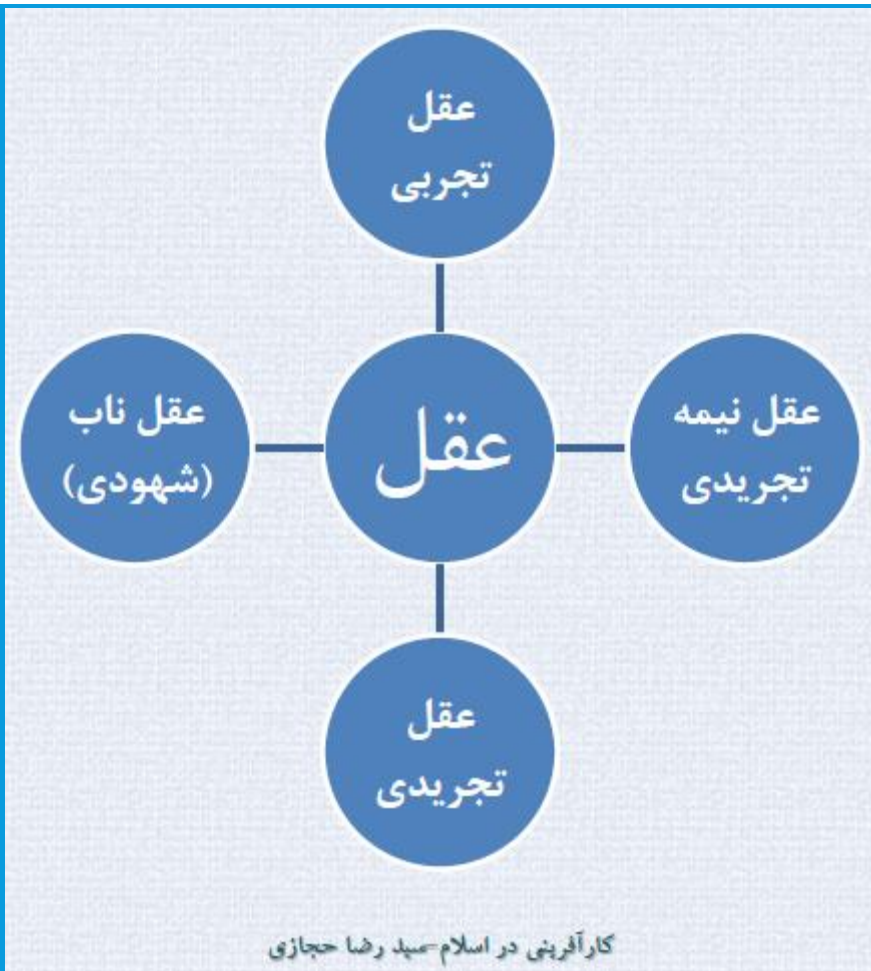 عقل
تجربی
عقل نیمه
تجریدی
عقل
عقل ناب
(شهودی)
عقل
تجریدی
کارآفرینی در اسلام-سید رضا حجازی